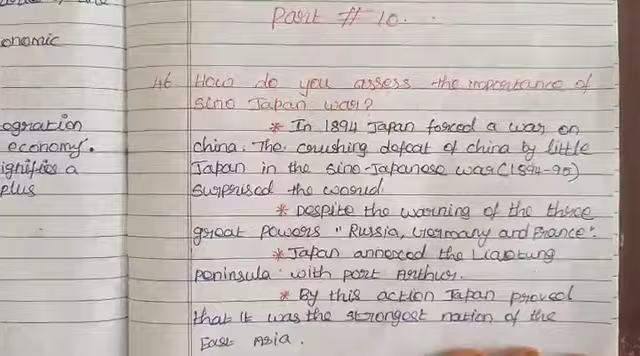 Part # 10.
onomic
ogration
economy.
ignifies a
plus
46 How do you assess the importance of
sino Japan war?
* In 1894 Japan forced a war on
china. The crushing defeat of china by little
Japan in the sino-Japanese war (1894-95)
surprised the world
* Despite the warning of the three
great powers "Russia, Germany and France".
* Japan annexed the Liaotung
peninsula with port Arthur.
* By this action Japan proved
that it was the strongest nation of the
East Asia.